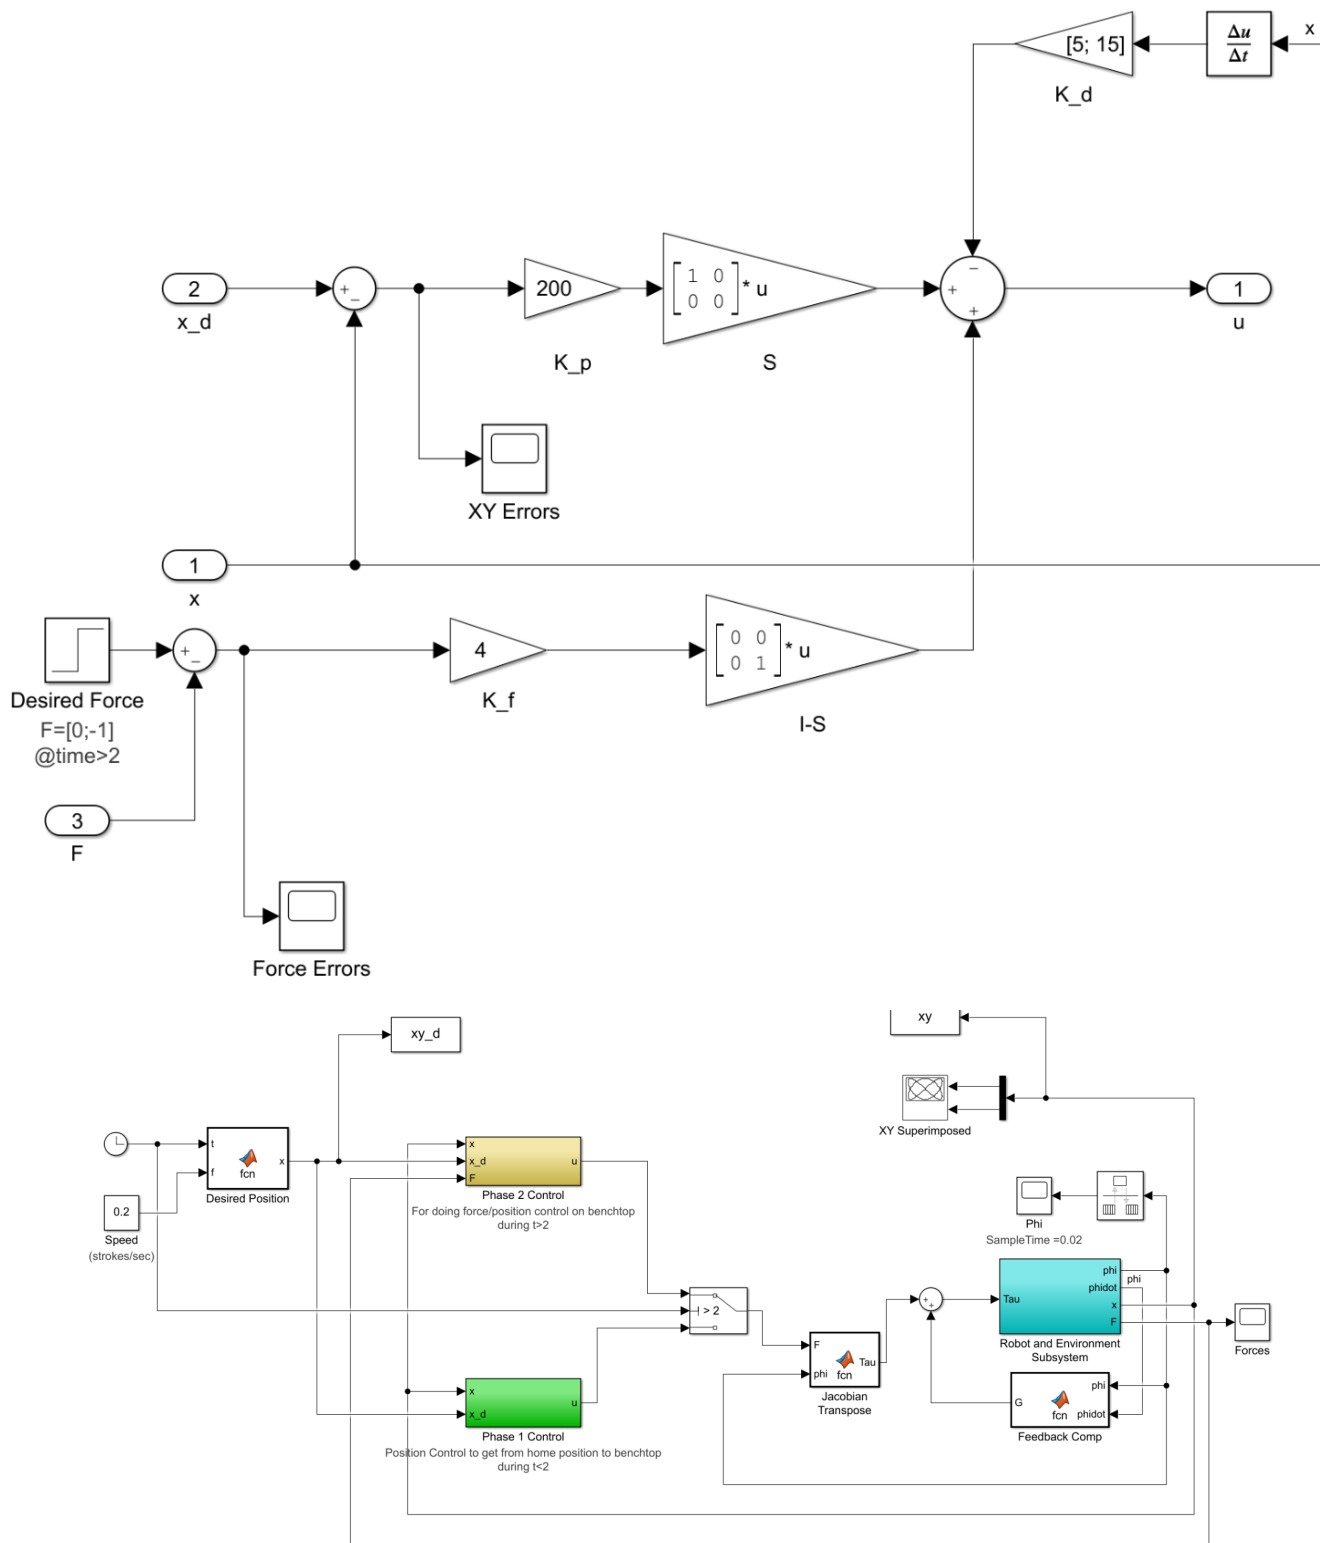 [5; 15]
Δu
Δt
x
K_d
2
x_d
+
−
200
K_p
1 0
0 0
* u
S
−
+
+
1
u
XY Errors
1
x
Desired Force
F=[0;-1]
@time>2
+
−
4
K_f
0 0
0 1
* u
I-S
3
F
Force Errors
xy_d
xy
XY Superimposed
t
f
fcn
x
Desired Position
0.2
Speed
(strokes/sec)
x
x_d
F
u
Phase 2 Control
For doing force/position control on benchtop
during t>2
Phi
SampleTime =0.02
> 2
+
+
Tau
phi
phidot
x
F
phi
Robot and Environment
Subsystem
Forces
F
phi
fcn
Tau
Jacobian
Transpose
x
x_d
u
Phase 1 Control
Position Control to get from home position to benchtop
during t<2
G
fcn
phi
phidot
Feedback Comp